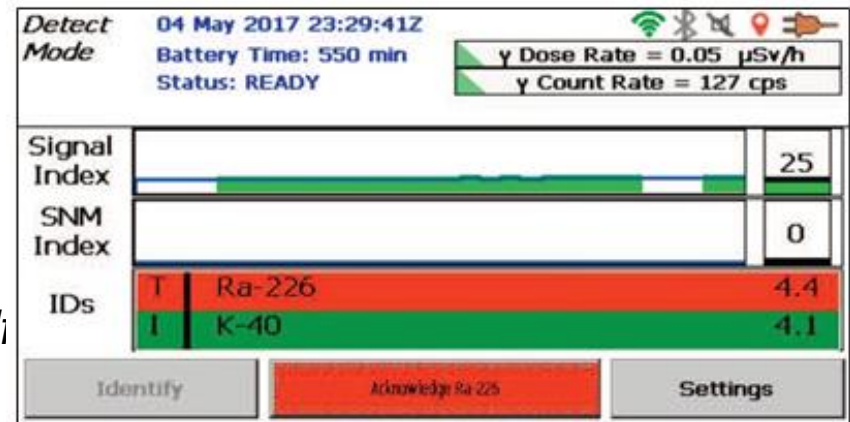 Detect Mode
04 May 2017 23:29:41Z
Battery Time: 550 min
Status: READY
γ Dose Rate = 0.05 µSv/h
γ Count Rate = 127 cps
Signal Index
25
SNM Index
0
IDs
T Ra-226 4.4
I K-40 4.1
Identify
Acknowledge Ra-226
Settings